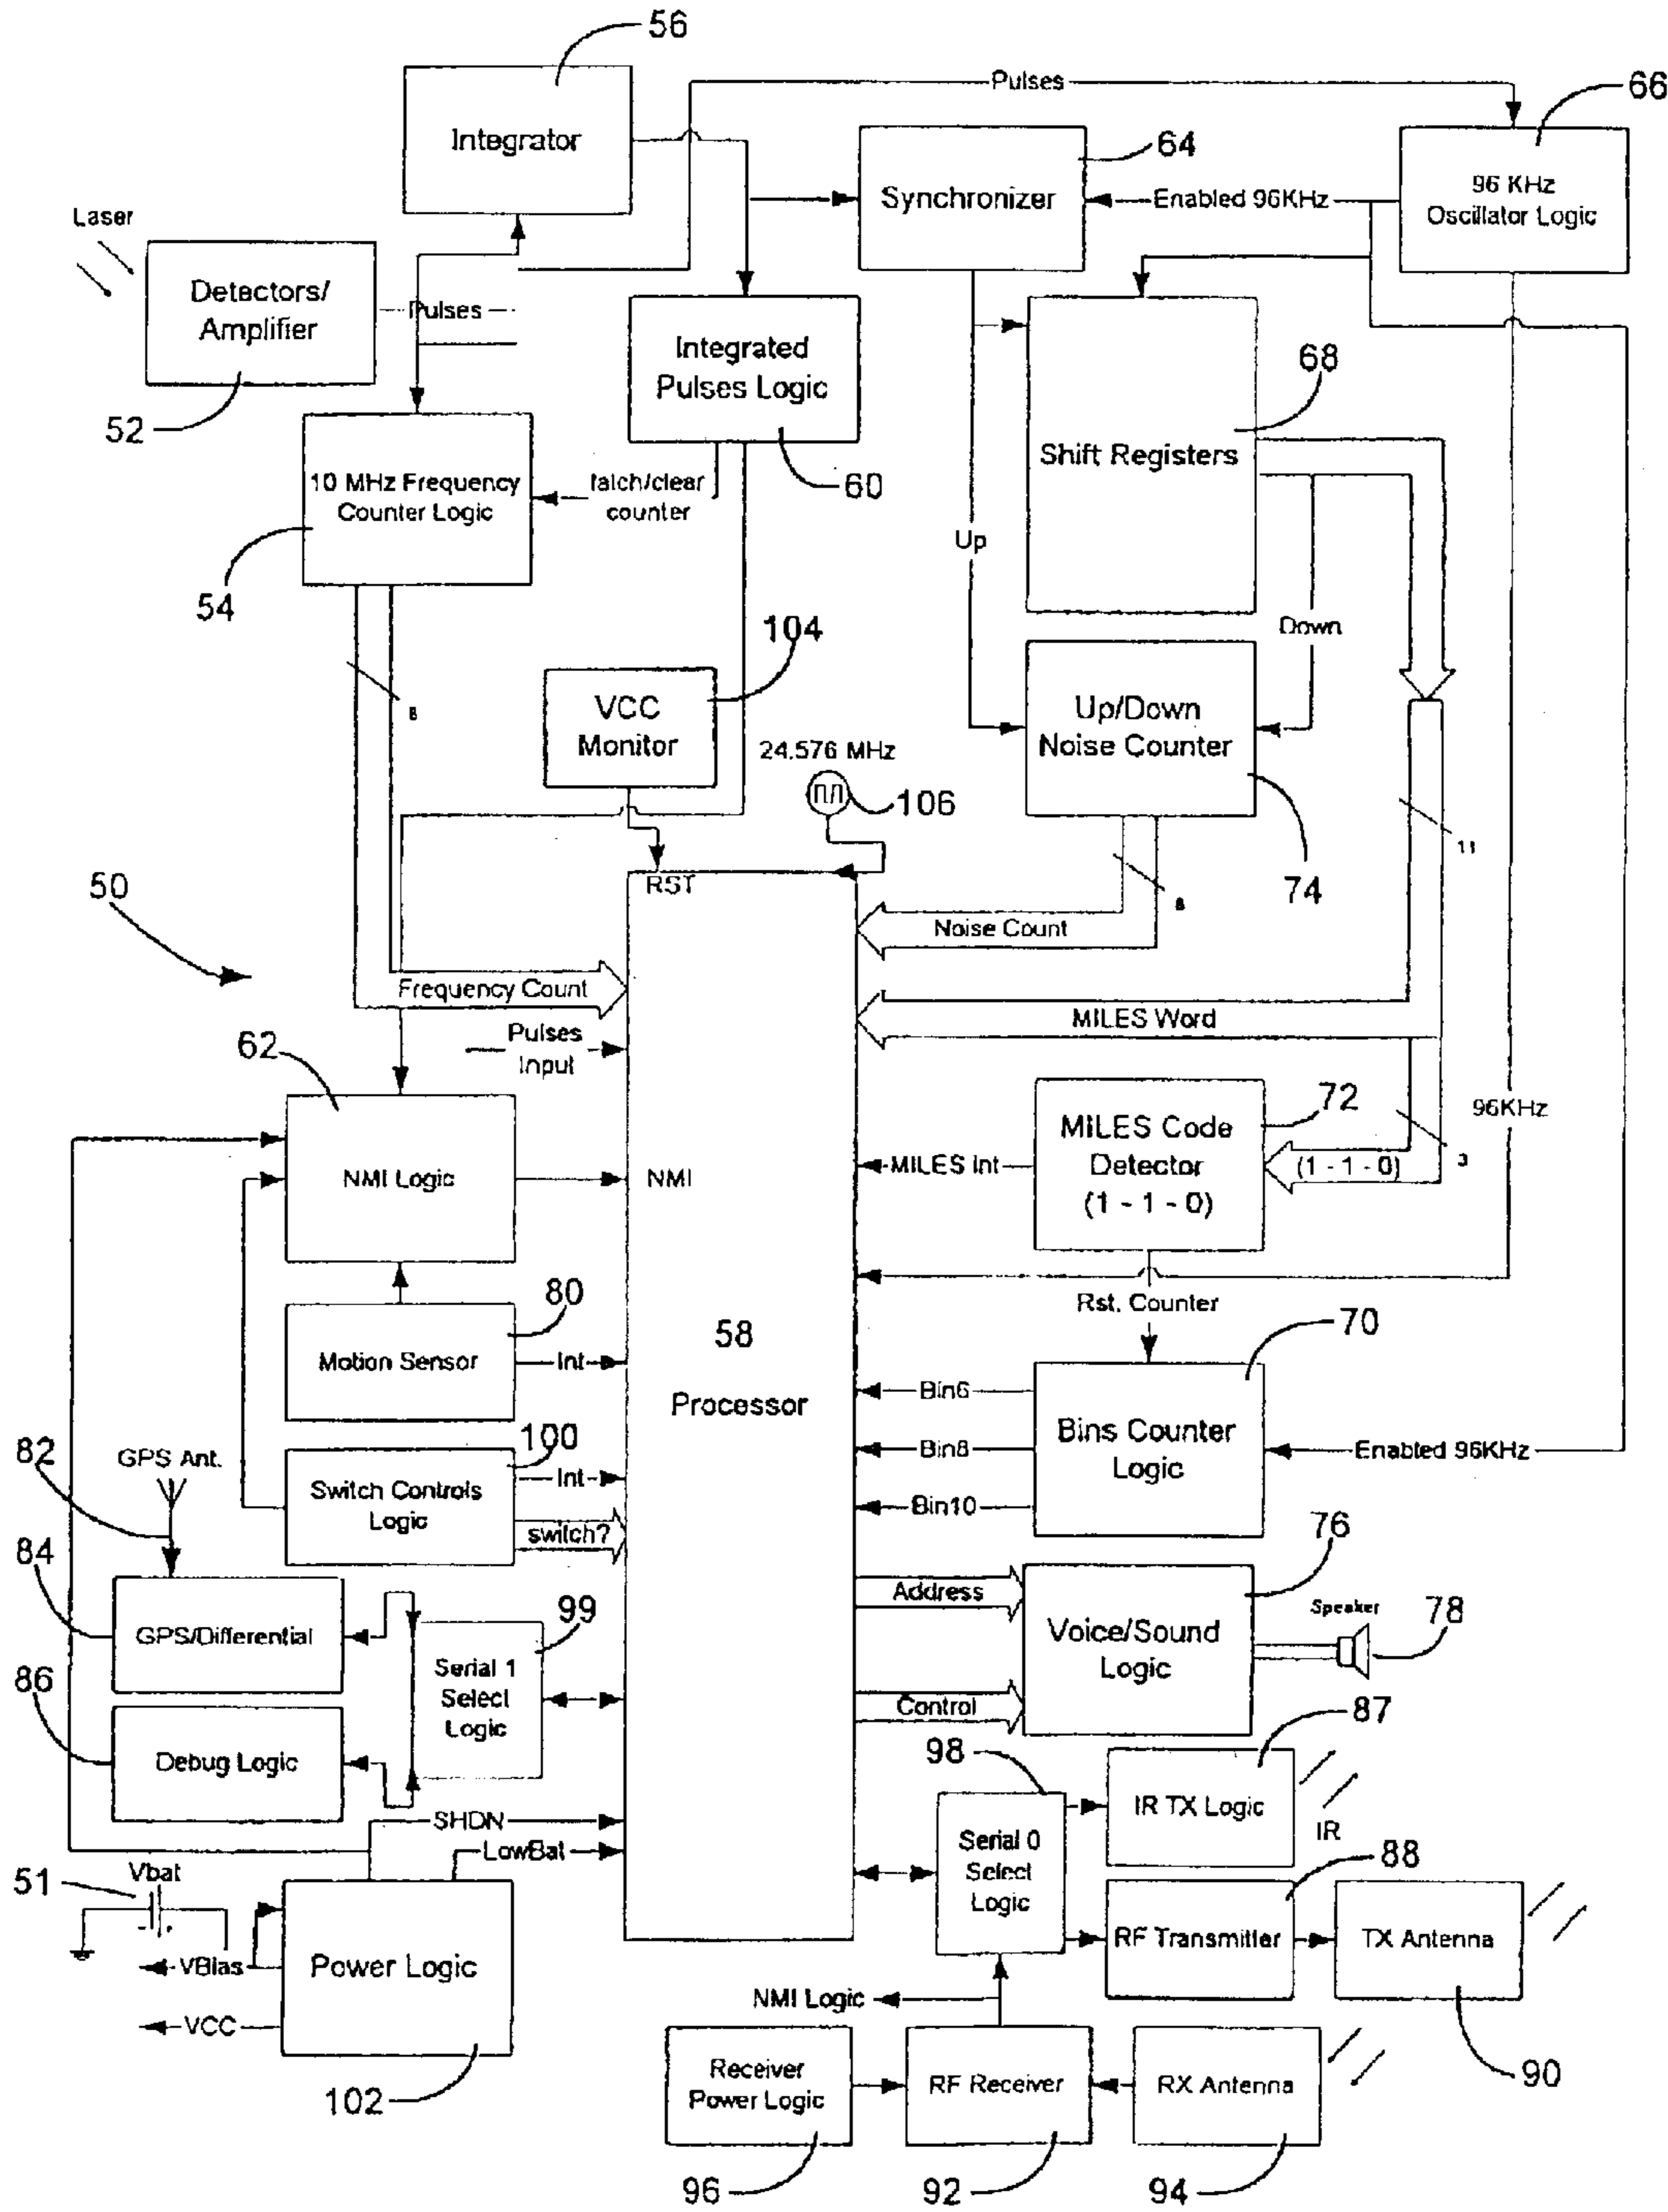 56
Integrator
Pulses
66
96 KHz
Oscillator Logic
64
Synchronizer
Enabled 96KHz
Laser
Detectors/
Amplifier
Pulses
52
Integrated
Pulses Logic
60
68
Shift Registers
10 MHz Frequency
Counter Logic
latch/clear
counter
54
Up
Down
8
104
VCC
Monitor
24.576 MHz
106
Up/Down
Noise Counter
74
11
8
RST
50
Noise Count
Frequency Count
MILES Word
Pulses
Input
62
NMI Logic
NMI
MILES Int
MILES Code
Detector
(1 - 1 - 0)
72
(1 - 1 - 0)
3
96KHz
Rst. Counter
80
Motion Sensor
Int
58
Processor
70
Bins Counter
Logic
Bin6
Bin8
Bin10
Enabled 96KHz
82
GPS Ant.
100
Switch Controls
Logic
Int
switch?
84
GPS/Differential
86
Debug Logic
99
Serial 1
Select
Logic
76
Address
Voice/Sound
Logic
Control
Speaker
78
87
98
IR TX Logic
IR
Serial 0
Select
Logic
88
RF Transmitter
TX Antenna
90
SHDN
LowBat
51
Vbat
VBias
VCC
Power Logic
102
NMI Logic
Receiver
Power Logic
96
RF Receiver
92
RX Antenna
94